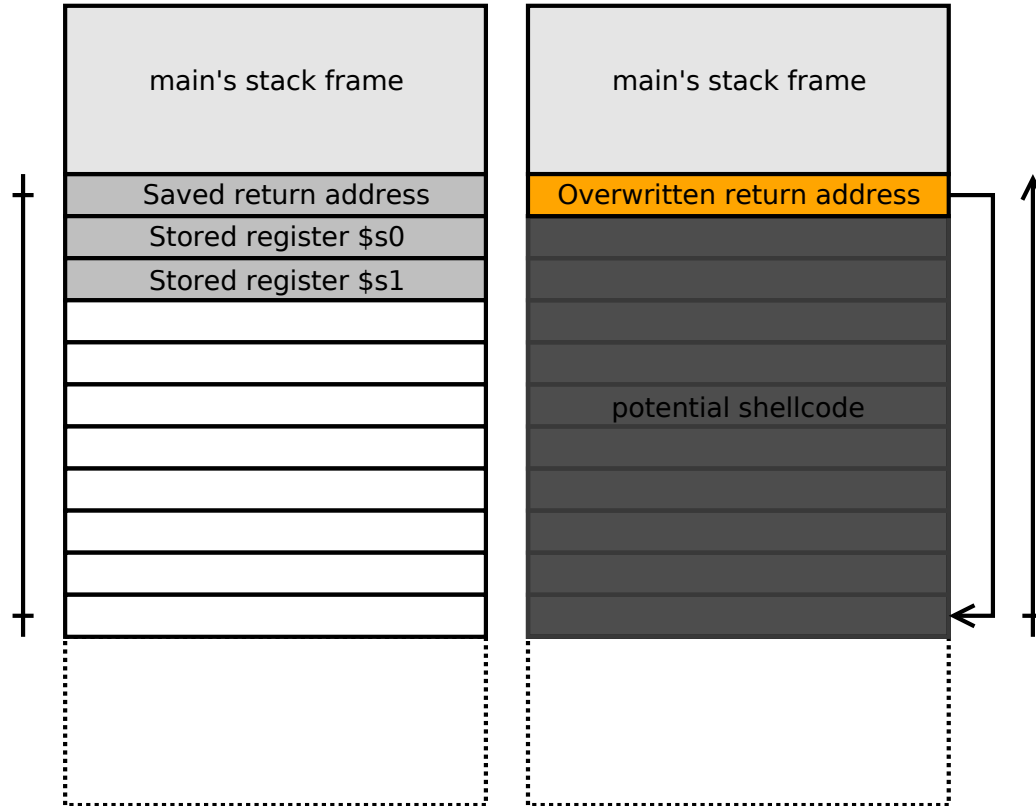 main's stack frame
Saved return address
Stored register $s0
Stored register $s1
main's stack frame
Overwritten return address
potential shellcode